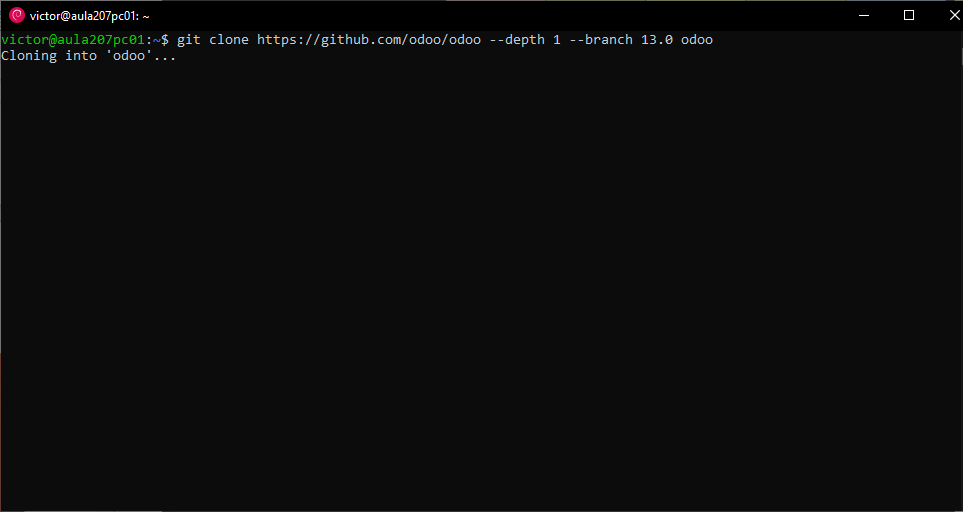 victor@aula207pc01: ~
victor@aula207pc01:~$ git clone https://github.com/odoo/odoo --depth 1 --branch 13.0 odoo
Cloning into 'odoo'...